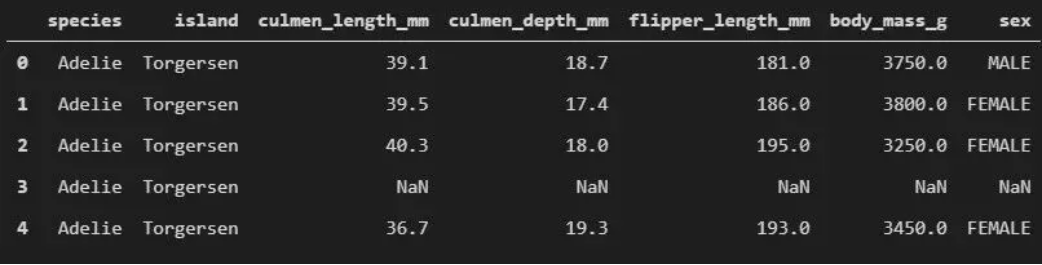 species island culmen_length_mm culmen_depth_mm flipper_length_mm body_mass_g sex
0 Adelie Torgersen 39.1 18.7 181.0 3750.0 MALE
1 Adelie Torgersen 39.5 17.4 186.0 3800.0 FEMALE
2 Adelie Torgersen 40.3 18.0 195.0 3250.0 FEMALE
3 Adelie Torgersen NaN NaN NaN NaN NaN
4 Adelie Torgersen 36.7 19.3 193.0 3450.0 FEMALE